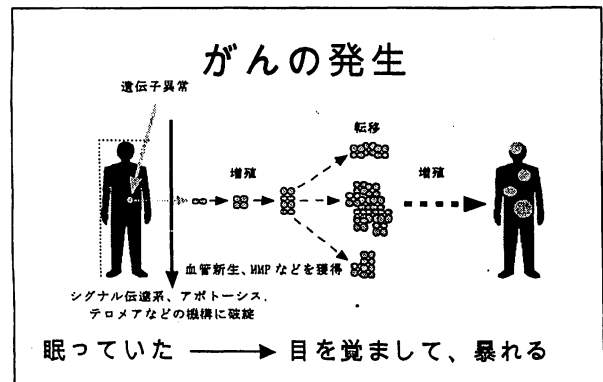 がんの発生
遺伝子異常
転移
増殖
増殖
血管新生、MMPなどを獲得
シグナル伝達系、アポトーシス、
テロメアなどの機構に破綻
眠っていた → 目を覚まして、暴れる